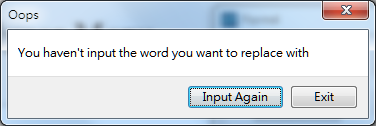 Oops
You haven't input the word you want to replace with
Input Again
Exit